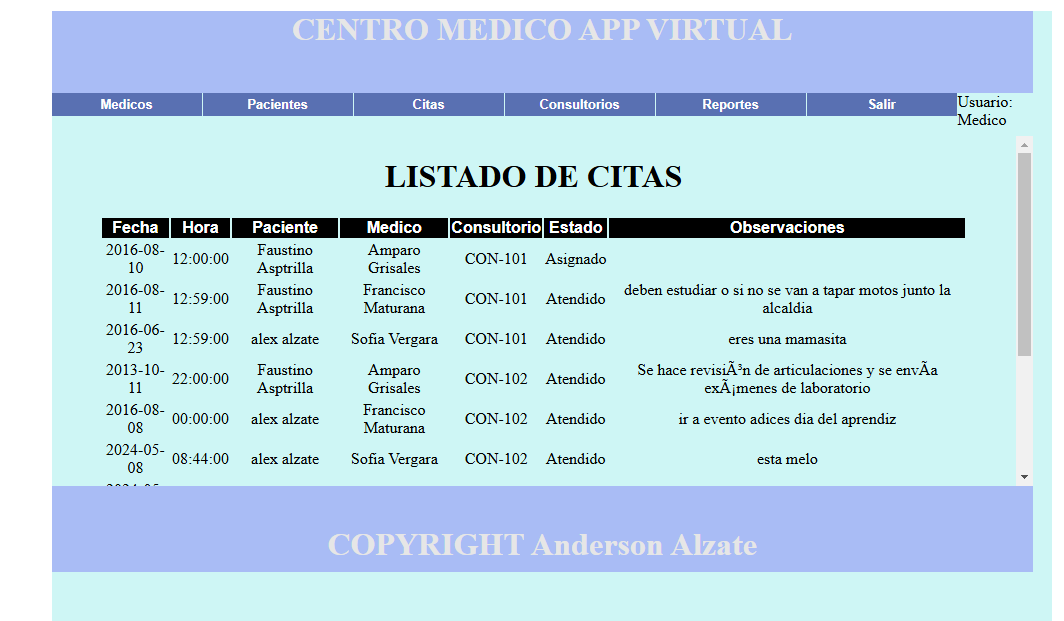 CENTRO MEDICO APP VIRTUAL
Medicos Pacientes Citas Consultorios Reportes Salir Usuario:
Medico
LISTADO DE CITAS
Fecha Hora Paciente Medico Consultorio Estado Observaciones
2016-08-10 12:00:00 Faustino Asptrilla Amparo Grisales CON-101 Asignado
2016-08-11 12:59:00 Faustino Asptrilla Francisco Maturana CON-101 Atendido deben estudiar o si no se van a tapar motos junto la alcaldia
2016-06-23 12:59:00 alex alzate Sofia Vergara CON-101 Atendido eres una mamasita
2013-10-11 22:00:00 Faustino Asptrilla Amparo Grisales CON-102 Atendido Se hace revisiÃ³n de articulaciones y se envÃa exÃ¡menes de laboratorio
2016-08-08 00:00:00 alex alzate Francisco Maturana CON-102 Atendido ir a evento adices dia del aprendiz
2024-05-08 08:44:00 alex alzate Sofia Vergara CON-102 Atendido esta melo
COPYRIGHT Anderson Alzate